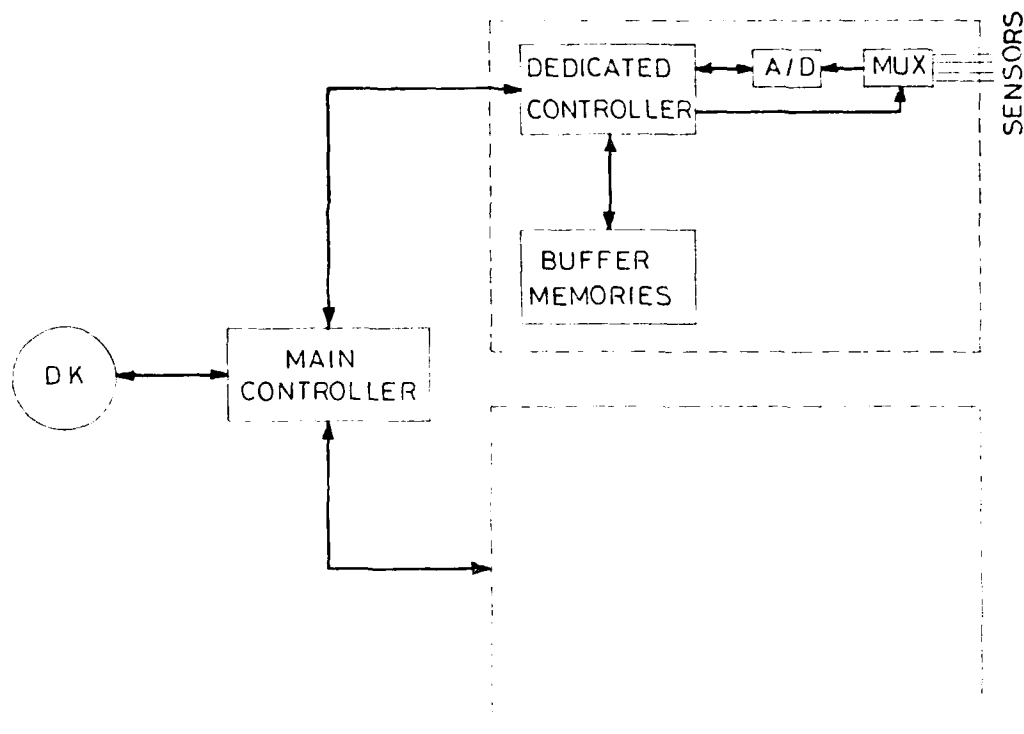 DEDICATED
CONTROLLER
A/D
MUX
SENSORS
BUFFER
MEMORIES
DK
MAIN
CONTROLLER